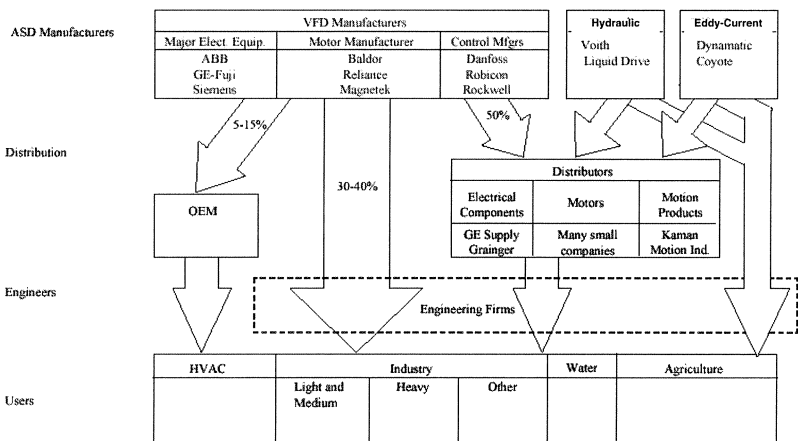 ASD Manufacturers
VFD Manufacturers
Major Elect. Equip.
Motor Manufacturer
Control Mfgrs
ABB
GE-Fuji
Siemens
Baldor
Reliance
Magnetek
Danfoss
Robicon
Rockwell
Hydraulic
Voith
Liquid Drive
Eddy-Current
Dynamatic
Coyote
5-15%
50%
30-40%
Distribution
OEM
Distributors
Electrical
Components
Motors
Motion
Products
GE Supply
Grainger
Many small
companies
Kaman
Motion Ind.
Engineers
Engineering Firms
HVAC
Industry
Water
Agriculture
Light and
Medium
Heavy
Other
Users